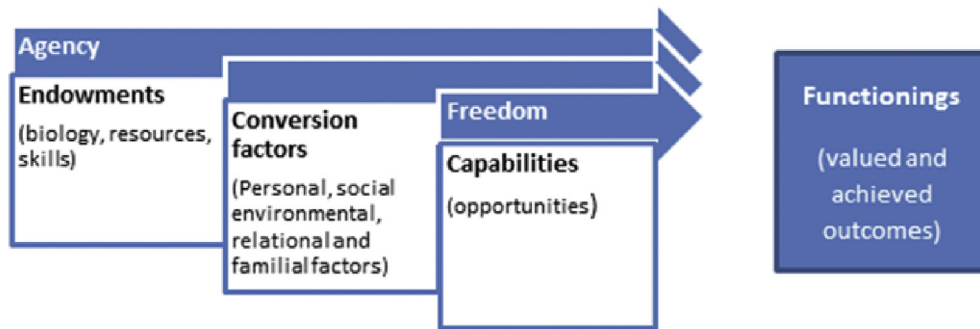 Agency
Endowments
(biology, resources,
skills)
Conversion
factors
(Personal, social
environmental,
relational and
familial factors)
Freedom
Capabilities
(opportunities)
Functionings
(valued and
achieved
outcomes)